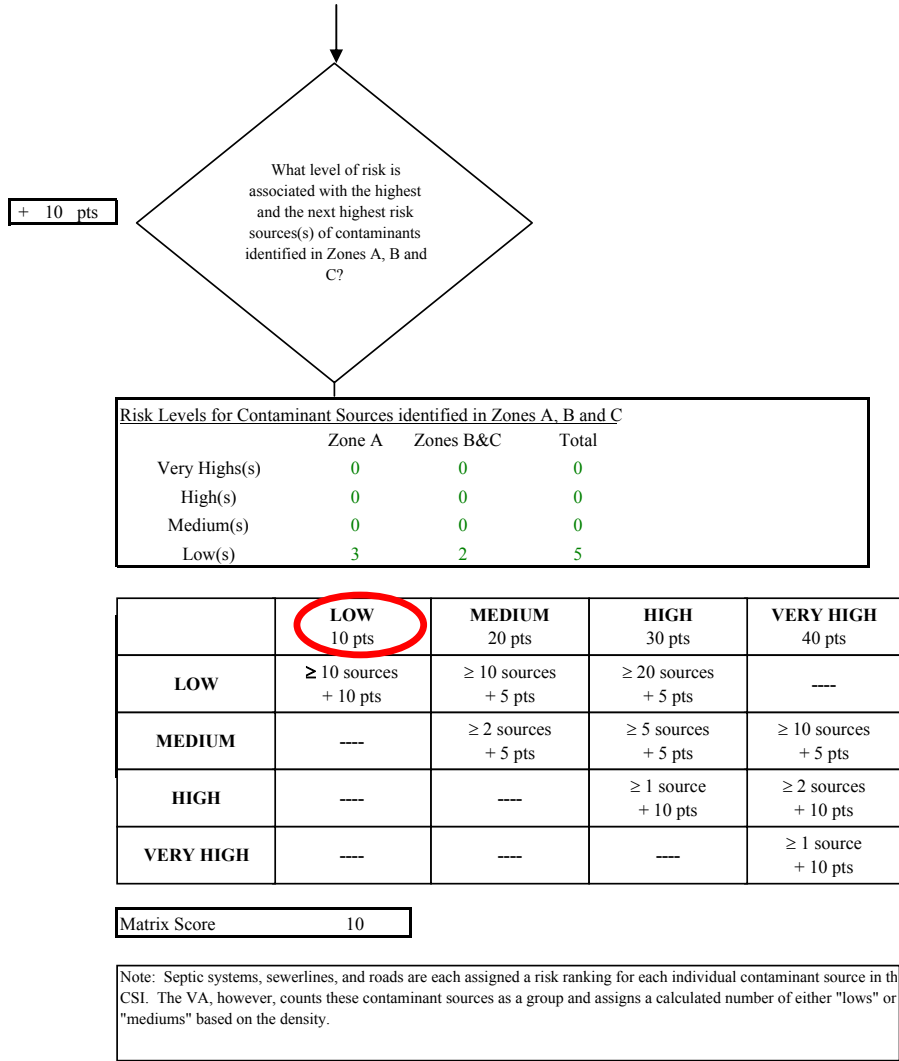 What level of risk is
associated with the highest
and the next highest risk
sources(s) of contaminants
identified in Zones A, B and
C?
+ 10 pts
Risk Levels for Contaminant Sources identified in Zones A, B and C
Zone A Zones B&C Total
Very Highs(s) 0 0 0
High(s) 0 0 0
Medium(s) 0 0 0
Low(s) 3 2 5
LOW MEDIUM HIGH VERY HIGH
10 pts 20 pts 30 pts 40 pts
LOW ≥ 10 sources ≥ 10 sources ≥ 20 sources ----
+ 10 pts + 5 pts + 5 pts
MEDIUM ---- ≥ 2 sources ≥ 5 sources ≥ 10 sources
+ 5 pts + 5 pts + 5 pts
HIGH ---- ---- ≥ 1 source ≥ 2 sources
+ 10 pts + 10 pts
VERY HIGH ---- ---- ---- ≥ 1 source
+ 10 pts
Matrix Score 10
Note: Septic systems, sewerlines, and roads are each assigned a risk ranking for each individual contaminant source in th
CSI. The VA, however, counts these contaminant sources as a group and assigns a calculated number of either "lows" or
"mediums" based on the density.